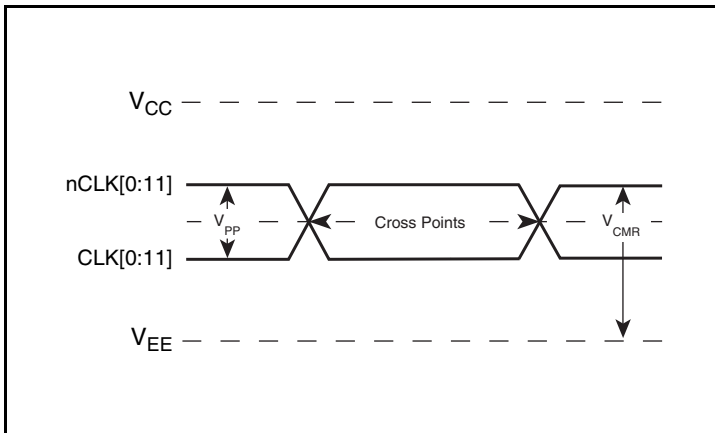 VCC
nCLK[0:11]
VPP
Cross Points
VCMR
CLK[0:11]
VEE